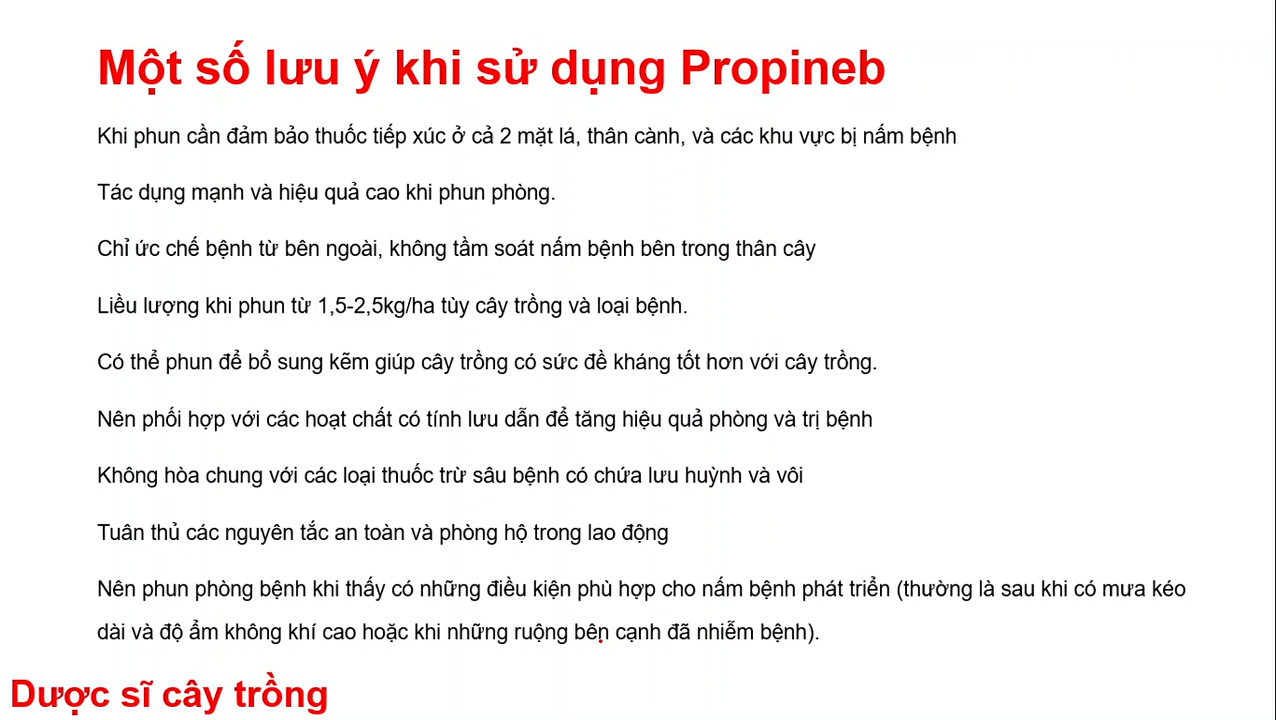 Một số lưu ý khi sử dụng Propineb
Khi phun cần đảm bảo thuốc tiếp xúc ở cả 2 mặt lá, thân cành, và các khu vực bị nấm bệnh
Tác dụng mạnh và hiệu quả cao khi phun phòng.
Chỉ ức chế bệnh từ bên ngoài, không tầm soát nấm bệnh bên trong thân cây
Liều lượng khi phun từ 1,5-2,5kg/ha tùy cây trồng và loại bệnh.
Có thể phun để bổ sung kẽm giúp cây trồng có sức đề kháng tốt hơn với cây trồng.
Nên phối hợp với các hoạt chất có tính lưu dẫn để tăng hiệu quả phòng và trị bệnh
Không hòa chung với các loại thuốc trừ sâu bệnh có chứa lưu huỳnh và vôi
Tuân thủ các nguyên tắc an toàn và phòng hộ trong lao động
Nên phun phòng bệnh khi thấy có những điều kiện phù hợp cho nấm bệnh phát triển (thường là sau khi có mưa kéo
dài và độ ẩm không khí cao hoặc khi những ruộng bên cạnh đã nhiễm bệnh).
Dược sĩ cây trồng